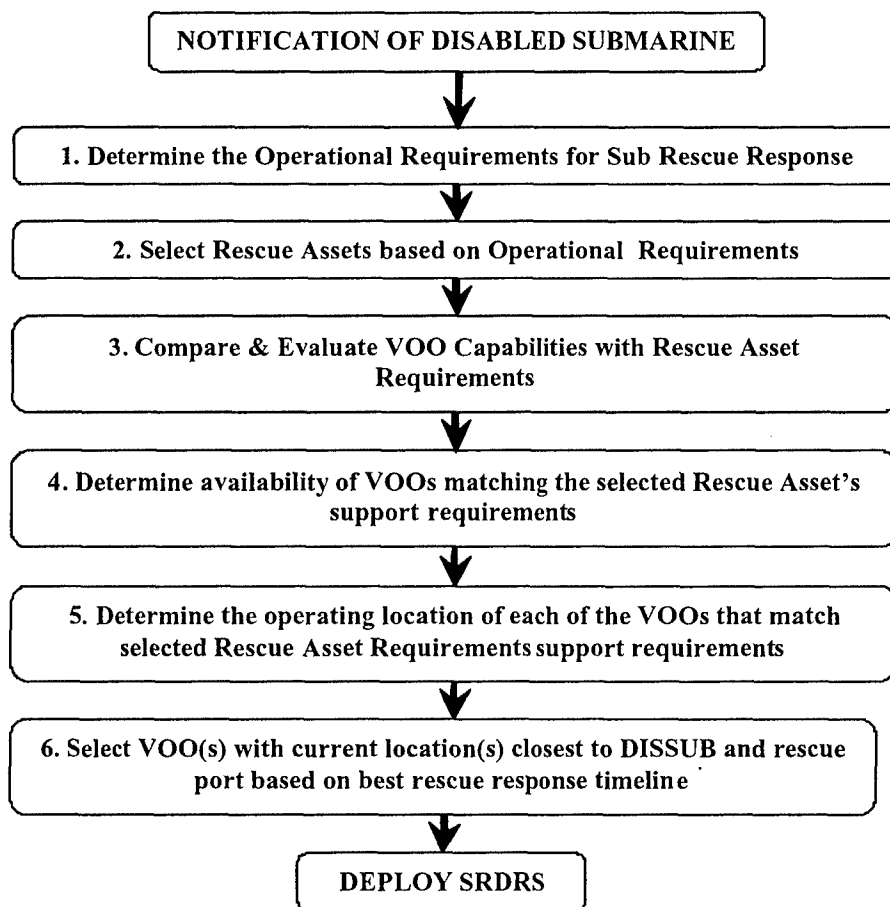 NOTIFICATION OF DISABLED SUBMARINE
1. Determine the Operational Requirements for Sub Rescue Response
2. Select Rescue Assets based on Operational Requirements
3. Compare & Evaluate VOO Capabilities with Rescue Asset
Requirements
4. Determine availability of VOOs matching the selected Rescue Asset's
support requirements
5. Determine the operating location of each of the VOOs that match
selected Rescue Asset Requirements support requirements
6. Select VOO(s) with current location(s) closest to DISSUB and rescue
port based on best rescue response timeline
DEPLOY SRDRS